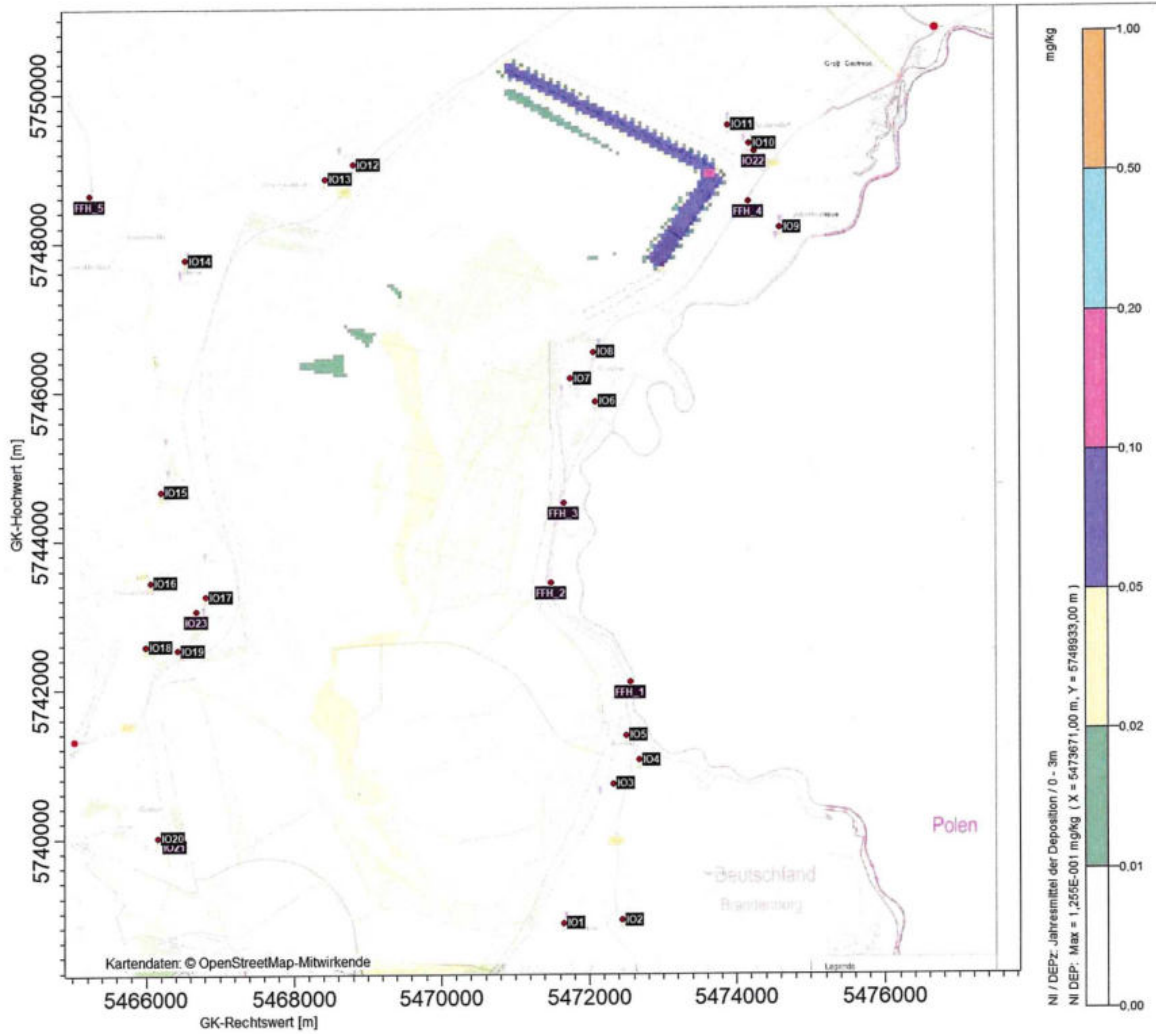 mg/kg
1,00
0,50
0,20
0,10
0,05
0,02
0,01
0,00
NI / DEPz: Jahresmittel der Deposition / 0 - 3m
NI DEP: Max = 1,255E-001 mg/kg ( X = 5473671,00 m, Y = 5748933,00 m )
GK-Hochwert [m]
5750000
5748000
5746000
5744000
5742000
5740000
IO11
IO10
IO22
IO12
IO13
FFH_5
FFH_4
IO9
IO14
IO8
IO7
IO6
IO15
FFH_3
IO16
FFH_2
IO17
IO23
IO18
IO19
FFH_1
IO5
IO4
IO3
Polen
IO20
IO21
Deutschland
Brandenburg
IO1
IO2
Kartendaten: © OpenStreetMap-Mitwirkende
Legende
5466000
5468000
5470000
5472000
5474000
5476000
GK-Rechtswert [m]